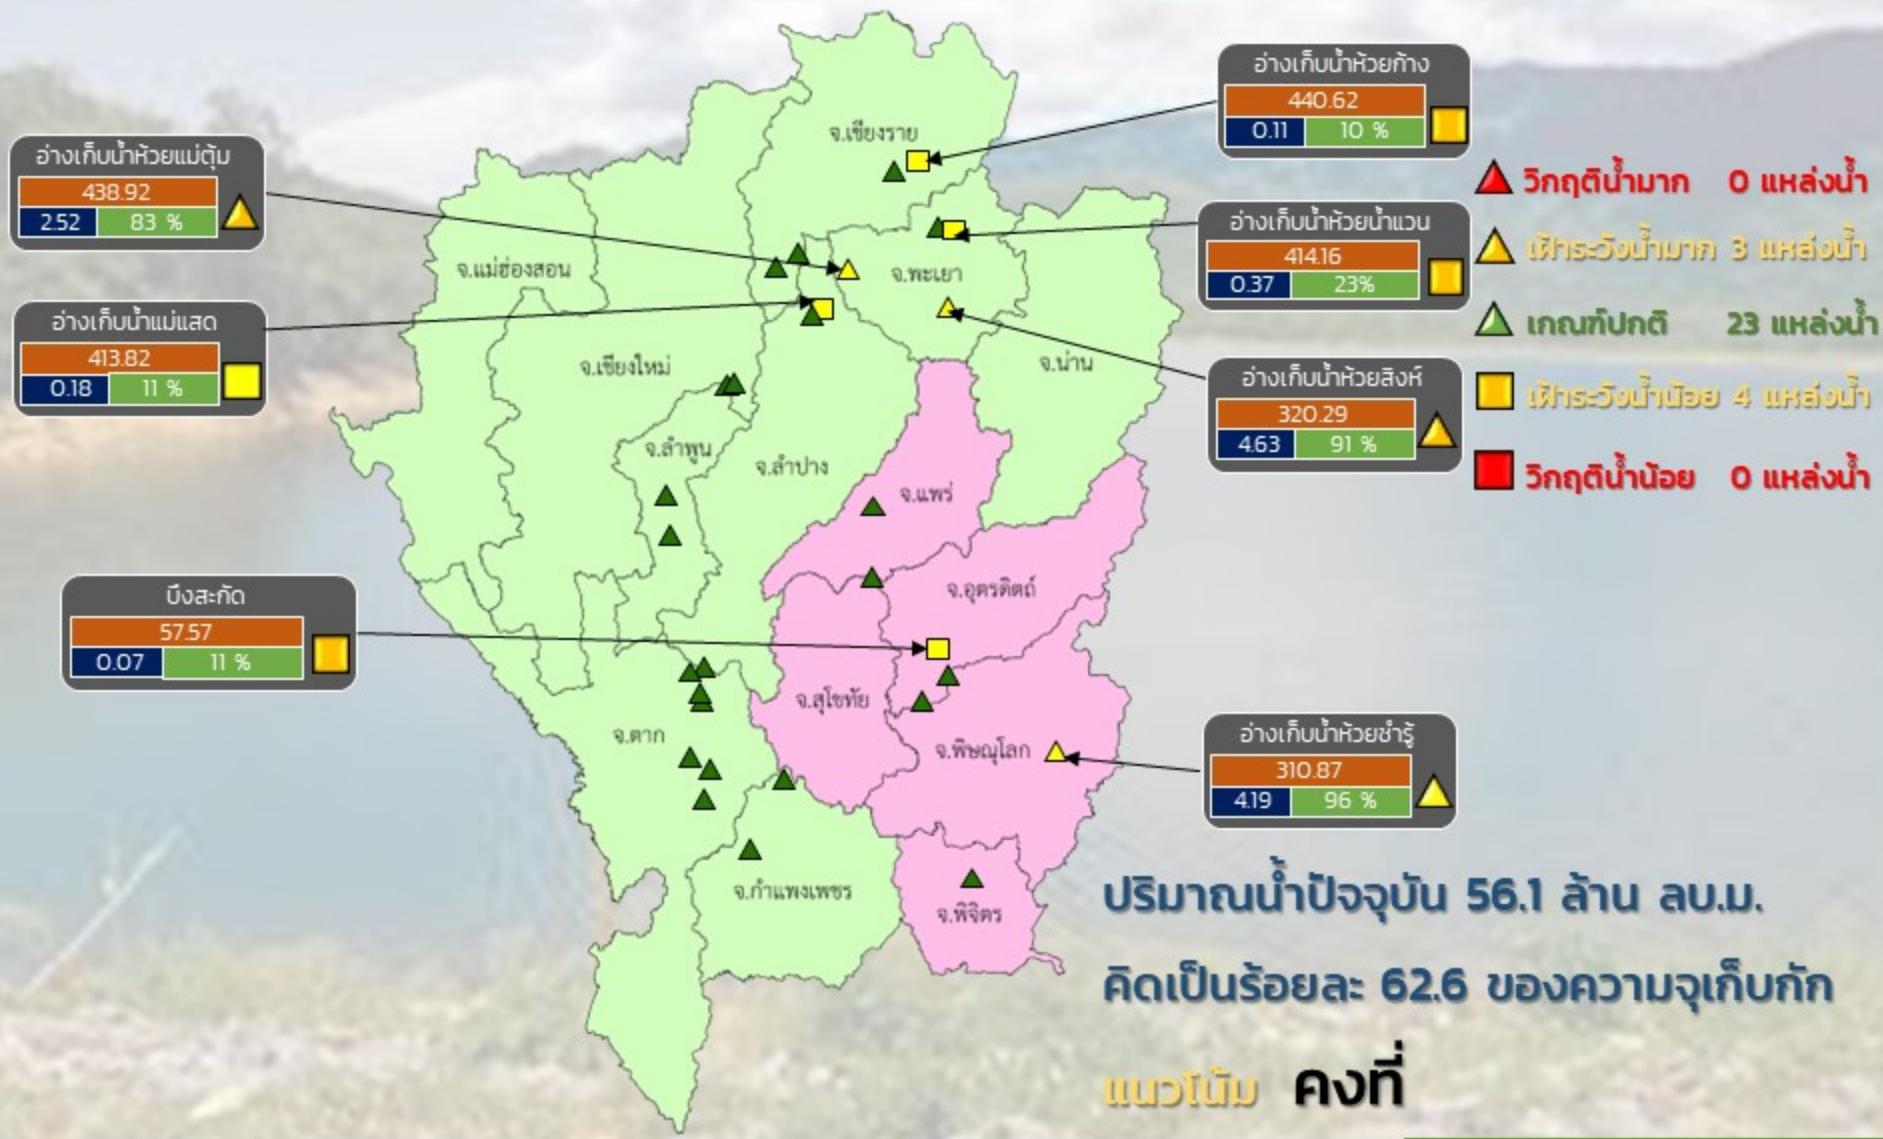 อ่างเก็บน้ำห้วยก้าง
440.62
0.11 10 %
อ่างเก็บน้ำห้วยแม่ตุ้ม
438.92
2.52 83 %
อ่างเก็บน้ำห้วยน้ำแวน
414.16
0.37 23%
อ่างเก็บน้ำแม่แสด
413.82
0.18 11 %
อ่างเก็บน้ำห้วยสิงห์
320.29
4.63 91 %
บึงสะกัด
57.57
0.07 11 %
อ่างเก็บน้ำห้วยซำรู้
310.87
4.19 96 %
วิกฤติน้ำมาก 0 แหล่งน้ำ
เฝ้าระวังน้ำมาก 3 แหล่งน้ำ
เกณฑ์ปกติ 23 แหล่งน้ำ
เฝ้าระวังน้ำน้อย 4 แหล่งน้ำ
วิกฤติน้ำน้อย 0 แหล่งน้ำ
จ.เชียงราย
จ.แม่ฮ่องสอน
จ.พะเยา
จ.เชียงใหม่
จ.น่าน
จ.ลำพูน
จ.ลำปาง
จ.แพร่
จ.อุตรดิตถ์
จ.สุโขทัย
จ.ตาก
จ.พิษณุโลก
จ.กำแพงเพชร
จ.พิจิตร
ปริมาณน้ำปัจจุบัน 56.1 ล้าน ลบ.ม.
คิดเป็นร้อยละ 62.6 ของความจุเก็บกัก
แนวโน้ม คงที่